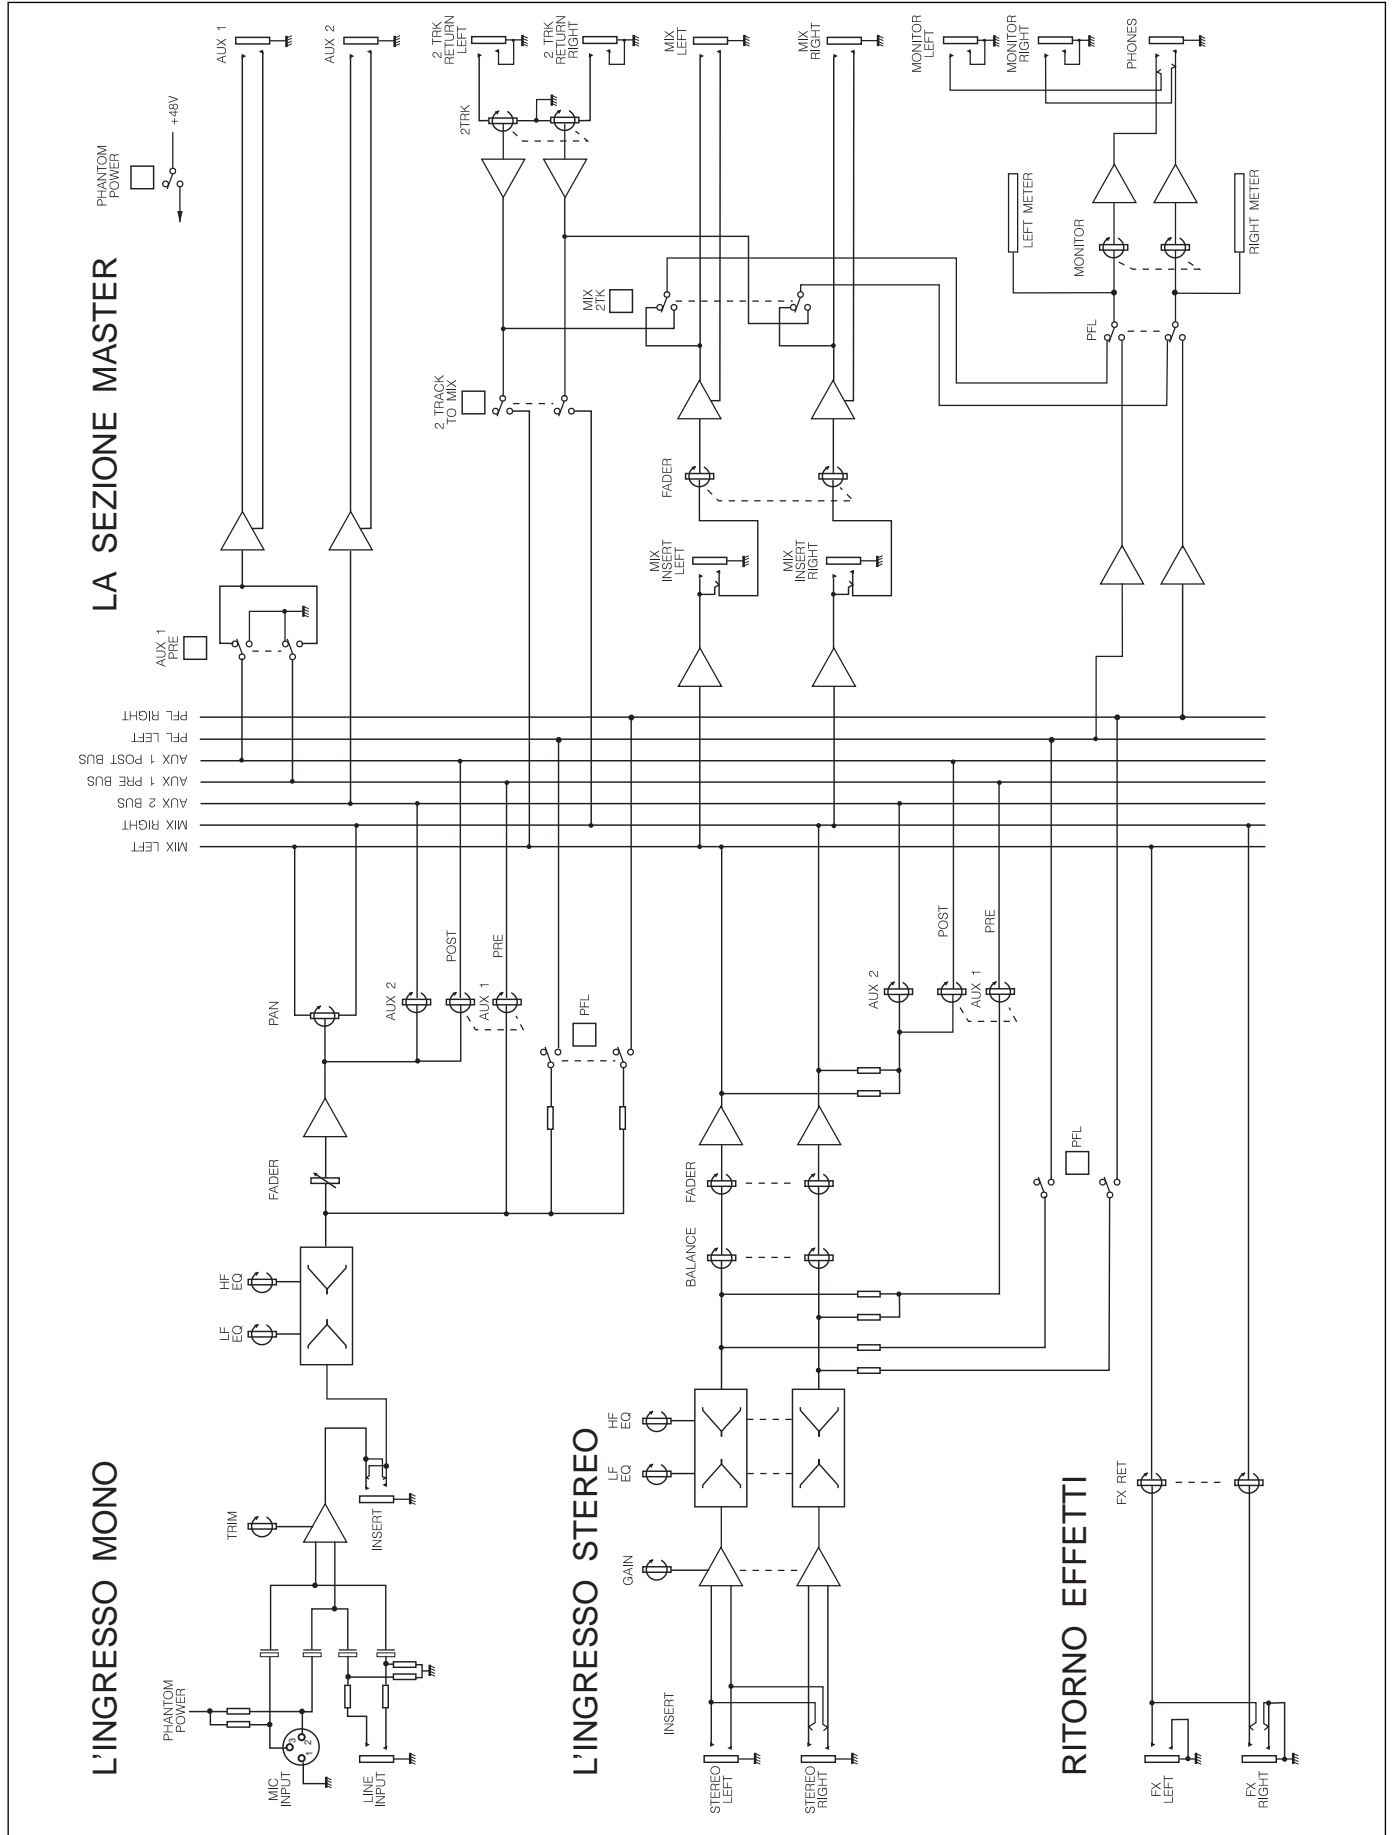 LA SEZIONE MASTER
PHANTOM
POWER
+48V
AUX 1
AUX 2
2 TRK
RETURN
LEFT
2 TRK
RETURN
RIGHT
MIX
LEFT
MIX
RIGHT
MONITOR
LEFT
MONITOR
RIGHT
PHONES
2TRK
LEFT METER
MONITOR
RIGHT METER
MIX
2TK
PFL
2 TRACK
TO MIX
FADER
MIX
INSERT
LEFT
MIX
INSERT
RIGHT
AUX 1
PRE
PFL RIGHT
PFL LEFT
AUX 1 POST BUS
AUX 1 PRE BUS
AUX 2 BUS
MIX RIGHT
MIX LEFT
L'INGRESSO MONO
PHANTOM
POWER
MIC
INPUT
1
2
3
LINE
INPUT
TRIM
INSERT
LF
EQ
HF
EQ
FADER
PAN
AUX 2
POST
AUX 1
PRE
PFL
L'INGRESSO STEREO
INSERT
STEREO
LEFT
STEREO
RIGHT
GAIN
LF
EQ
HF
EQ
BALANCE
FADER
AUX 2
POST
AUX 1
PRE
PFL
RITORNO EFFETTI
FX
LEFT
FX
RIGHT
FX RET